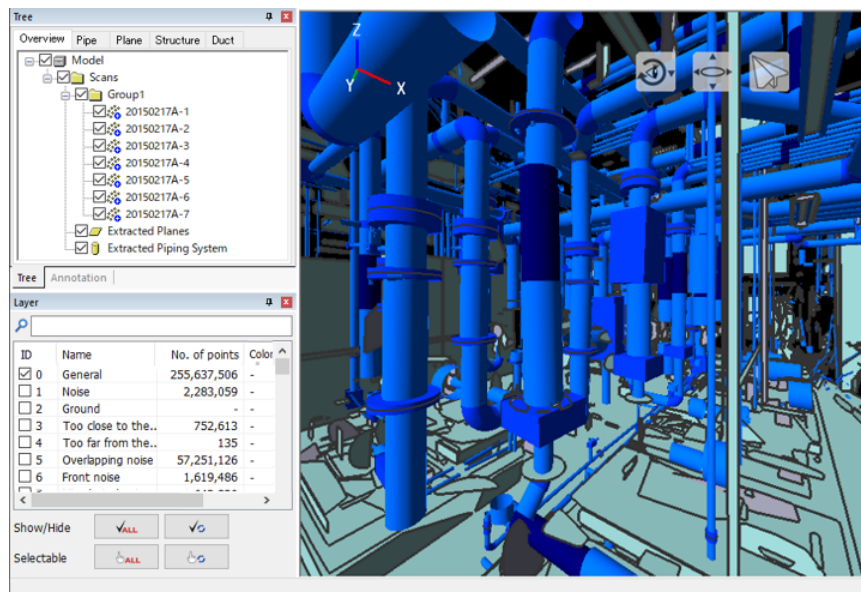 Tree
Overview Pipe Plane Structure Duct
Model
Scans
Group1
20150217A-1
20150217A-2
20150217A-3
20150217A-4
20150217A-5
20150217A-6
20150217A-7
Extracted Planes
Extracted Piping System
Tree Annotation
Layer
ID Name No. of points Color
0 General 255,637,506 -
1 Noise 2,283,059 -
2 Ground - -
3 Too close to the.. 752,613 -
4 Too far from the.. 135 -
5 Overlapping noise 57,251,126 -
6 Front noise 1,619,486 -
Show/Hide ALL
Selectable ALL
Z
Y X